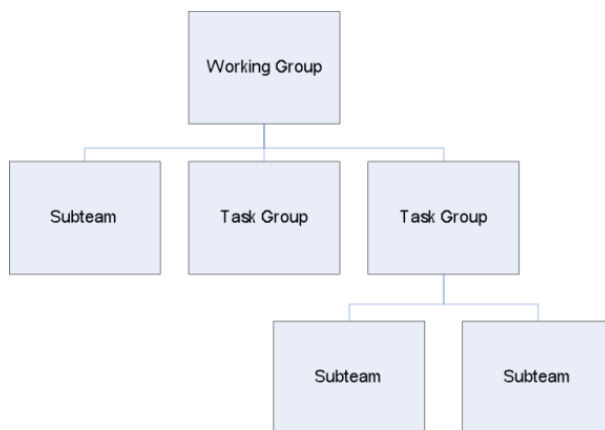 Working Group
Subteam
Task Group
Task Group
Subteam
Subteam